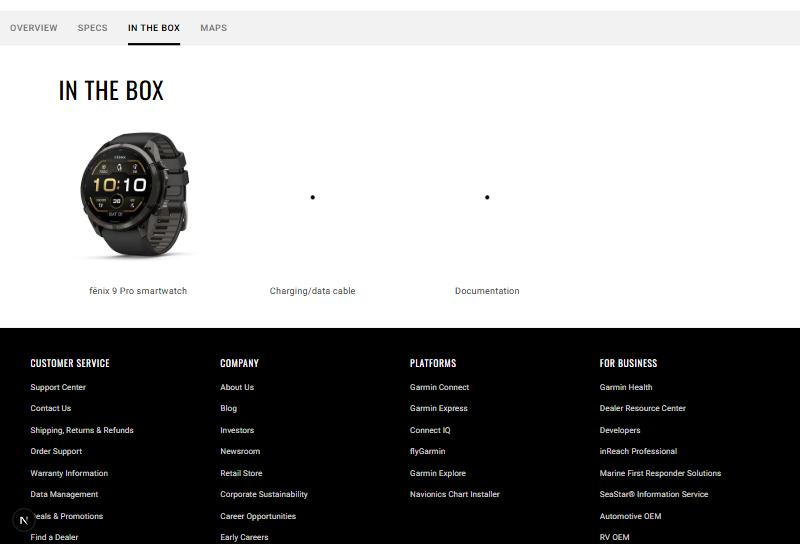 OVERVIEW SPECS IN THE BOX MAPS
IN THE BOX
fēnix
10:10
fēnix 9 Pro smartwatch
Charging/data cable
Documentation
CUSTOMER SERVICE
Support Center
Contact Us
Shipping, Returns & Refunds
Order Support
Warranty Information
Data Management
eals & Promotions
Find a Dealer
COMPANY
About Us
Blog
Investors
Newsroom
Retail Store
Corporate Sustainability
Career Opportunities
Early Careers
PLATFORMS
Garmin Connect
Garmin Express
Connect IQ
flyGarmin
Garmin Explore
Navionics Chart Installer
FOR BUSINESS
Garmin Health
Dealer Resource Center
Developers
inReach Professional
Marine First Responder Solutions
SeaStar® Information Service
Automotive OEM
RV OEM
N